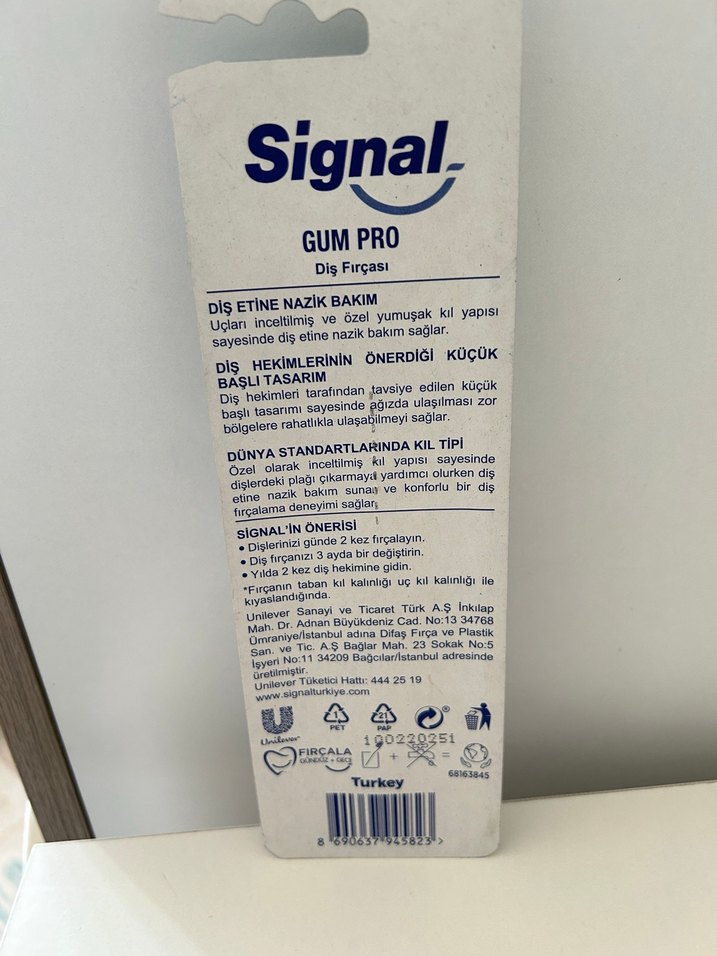 Signal
GUM PRO
Diş Fırçası
DİŞ ETİNE NAZİK BAKIM
Uçları inceltilmiş ve özel yumuşak kıl yapısı
sayesinde diş etine nazik bakım sağlar.
DİŞ HEKİMLERİNİN ÖNERDİĞİ KÜÇÜK
BAŞLI TASARIM
Diş hekimleri tarafından tavsiye edilen küçük
başlı tasarımı sayesinde ağızda ulaşılması zor
bölgelere rahatlıkla ulaşabilmeyi sağlar.
DÜNYA STANDARTLARINDA KIL TİPİ
Özel olarak inceltilmiş kıl yapısı sayesinde
dişlerdeki plağı çıkarmaya yardımcı olurken diş
etine nazik bakım sunar ve konforlu bir diş
fırçalama deneyimi sağlar.
SİGNAL'İN ÖNERİSİ
• Dişlerinizi günde 2 kez fırçalayın.
• Diş fırçanızı 3 ayda bir değiştirin.
• Yılda 2 kez diş hekimine gidin.
*Fırçanın taban kıl kalınlığı uç kıl kalınlığı ile
kıyaslandığında.
Unilever Sanayi ve Ticaret Türk A.Ş İnkılap
Mah. Dr. Adnan Büyükdeniz Cad. No:13 34768
Ümraniye/İstanbul adına Difaş Fırça ve Plastik
San. ve Tic. A.Ş Bağlar Mah. 23 Sokak No:5
İşyeri No:11 34209 Bağcılar/İstanbul adresinde
üretilmiştir.
Unilever Tüketici Hattı: 444 25 19
www.signalturkiye.com
1 21 ®
PET PAP
Unilever
100220251
FIRÇALA
GÜNDÜZ + GECE
+ =
68163845
Turkey
8 690637 945823 >